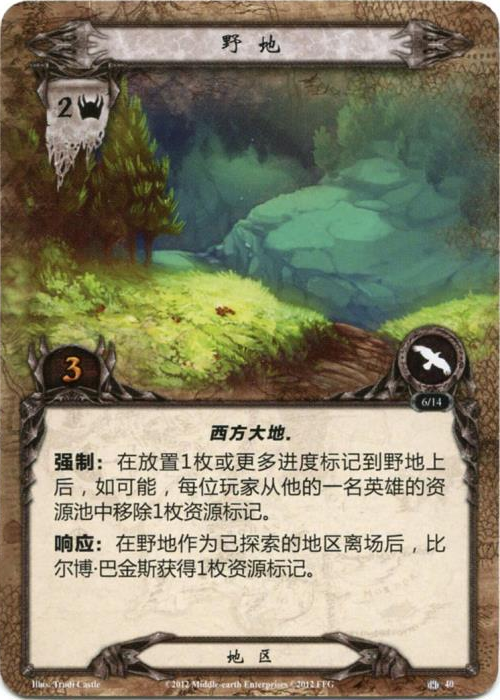 野地
2
3
6/14
西方大地.
强制：在放置1枚或更多进度标记到野地上
后，如可能，每位玩家从他的一名英雄的资
源池中移除1枚资源标记。
响应：在野地作为已探索的地区离场后，比
尔博·巴金斯获得1枚资源标记。
地区
Illus: Trudi Castle
©2012 Middle-earth Enterprises ©2012 FFG
40